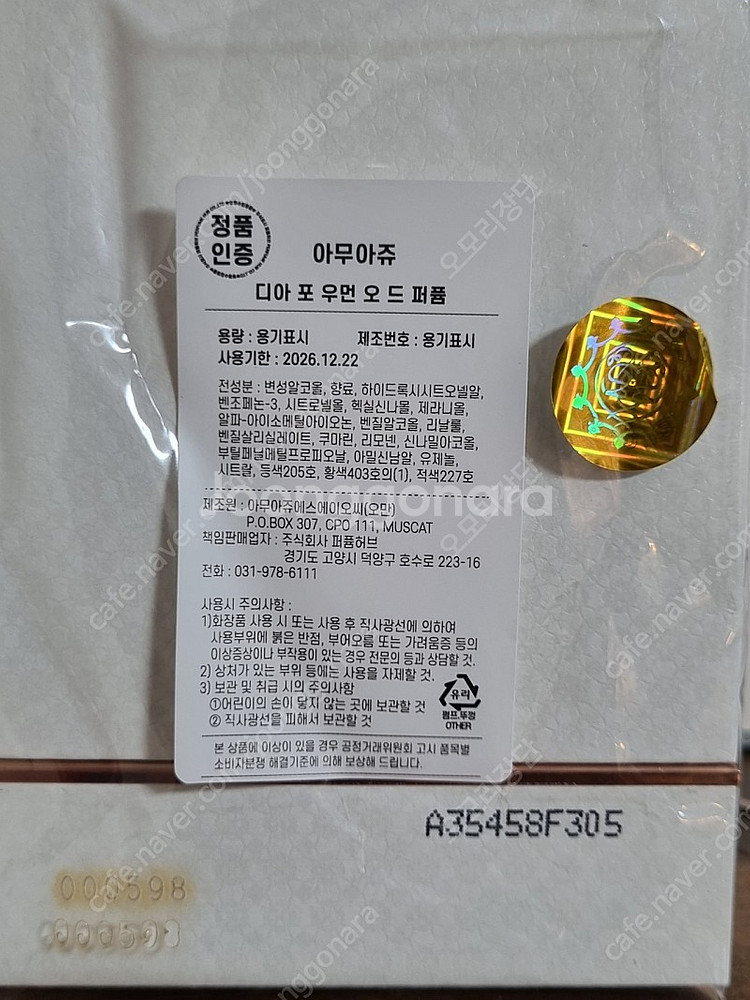 정품
인증
아무아쥬
디아 포 우먼 오 드 퍼퓸
용량 : 용기표시 제조번호 : 용기표시
사용기한 : 2026.12.22
전성분 : 변성알코올, 향료, 하이드록시시트로넬알,
벤조페논-3, 시트로넬올, 헥실신나몰, 제라니올,
알파-아이소메틸아이오논, 벤질알코올, 리날룰,
벤질살리실레이트, 쿠마린, 리모넨, 신나밀아코올,
부틸페닐메틸프로피오날, 아밀신남알, 유제놀,
시트랄, 등색205호, 황색403호의(1), 적색227호
제조원 : 아무아쥬에스에이오씨(오만)
P.O.BOX 307, CPO 111, MUSCAT
책임판매업자 : 주식회사 퍼퓸허브
경기도 고양시 덕양구 호수로 223-16
전화 : 031-978-6111
사용시 주의사항 :
1)화장품 사용 시 또는 사용 후 직사광선에 의하여
사용부위에 붉은 반점, 부어오름 또는 가려움증 등의
이상증상이나 부작용이 있는 경우 전문의 등과 상담할 것.
2) 상처가 있는 부위 등에는 사용을 자제할 것.
3) 보관 및 취급 시의 주의사항
①어린이의 손이 닿지 않는 곳에 보관할 것
② 직사광선을 피해서 보관할 것
유리
펌프,뚜껑
OTHER
본 상품에 이상이 있을 경우 공정거래위원회 고시 품목별
소비자분쟁 해결기준에 의해 보상해 드립니다.
A35458F305
000598
joonggonara
cafe.naver.com/joonggonara
오모리장단